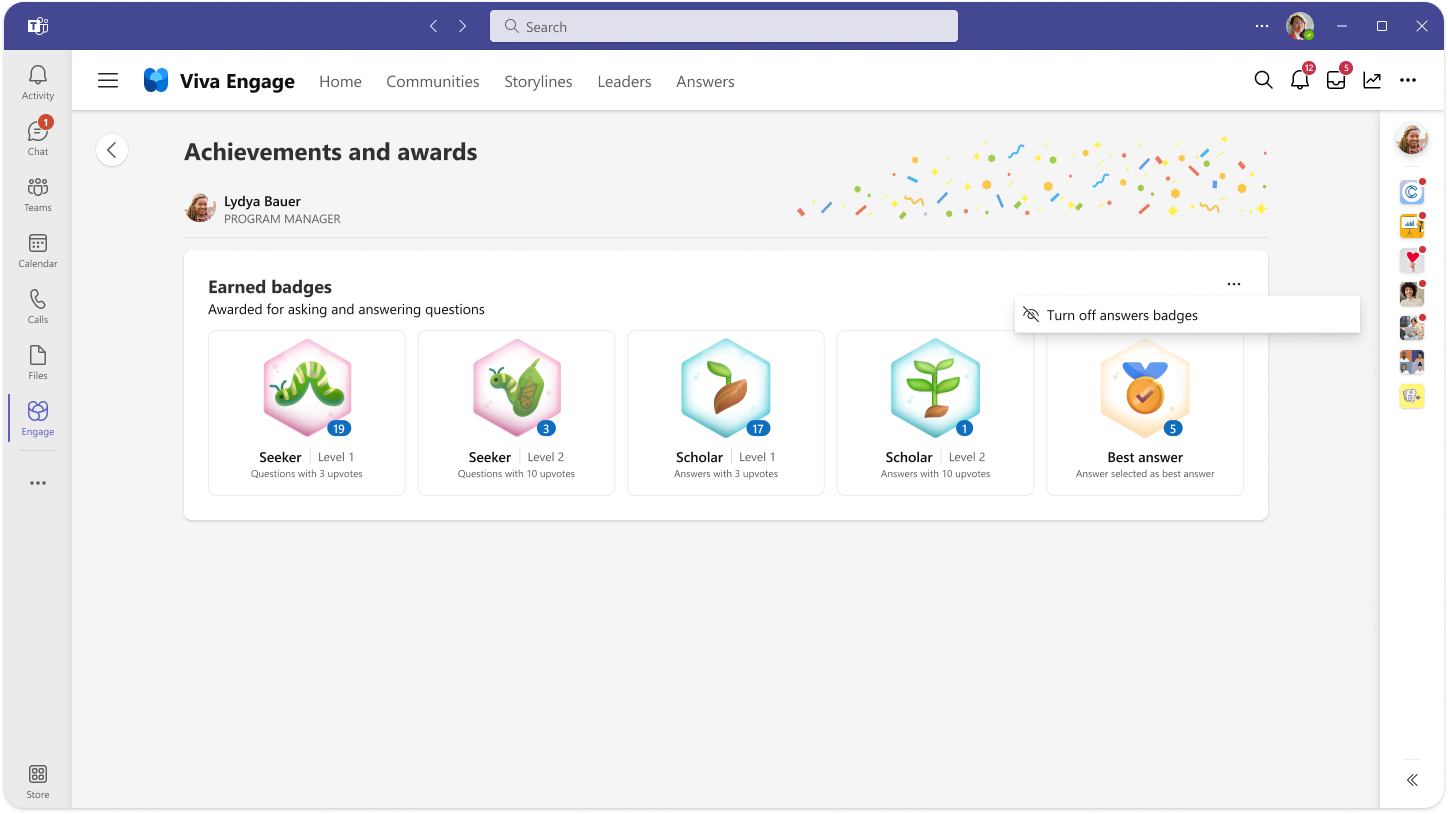 Search
Activity
1
Chat
Teams
Calendar
Calls
Files
Engage
Store
Viva Engage Home Communities Storylines Leaders Answers
12 5
Achievements and awards
Lydya Bauer
PROGRAM MANAGER
Earned badges
Awarded for asking and answering questions
Turn off answers badges
19 3 17 1 5
Seeker Level 1 Seeker Level 2 Scholar Level 1 Scholar Level 2 Best answer
Questions with 3 upvotes Questions with 10 upvotes Answers with 3 upvotes Answers with 10 upvotes Answer selected as best answer